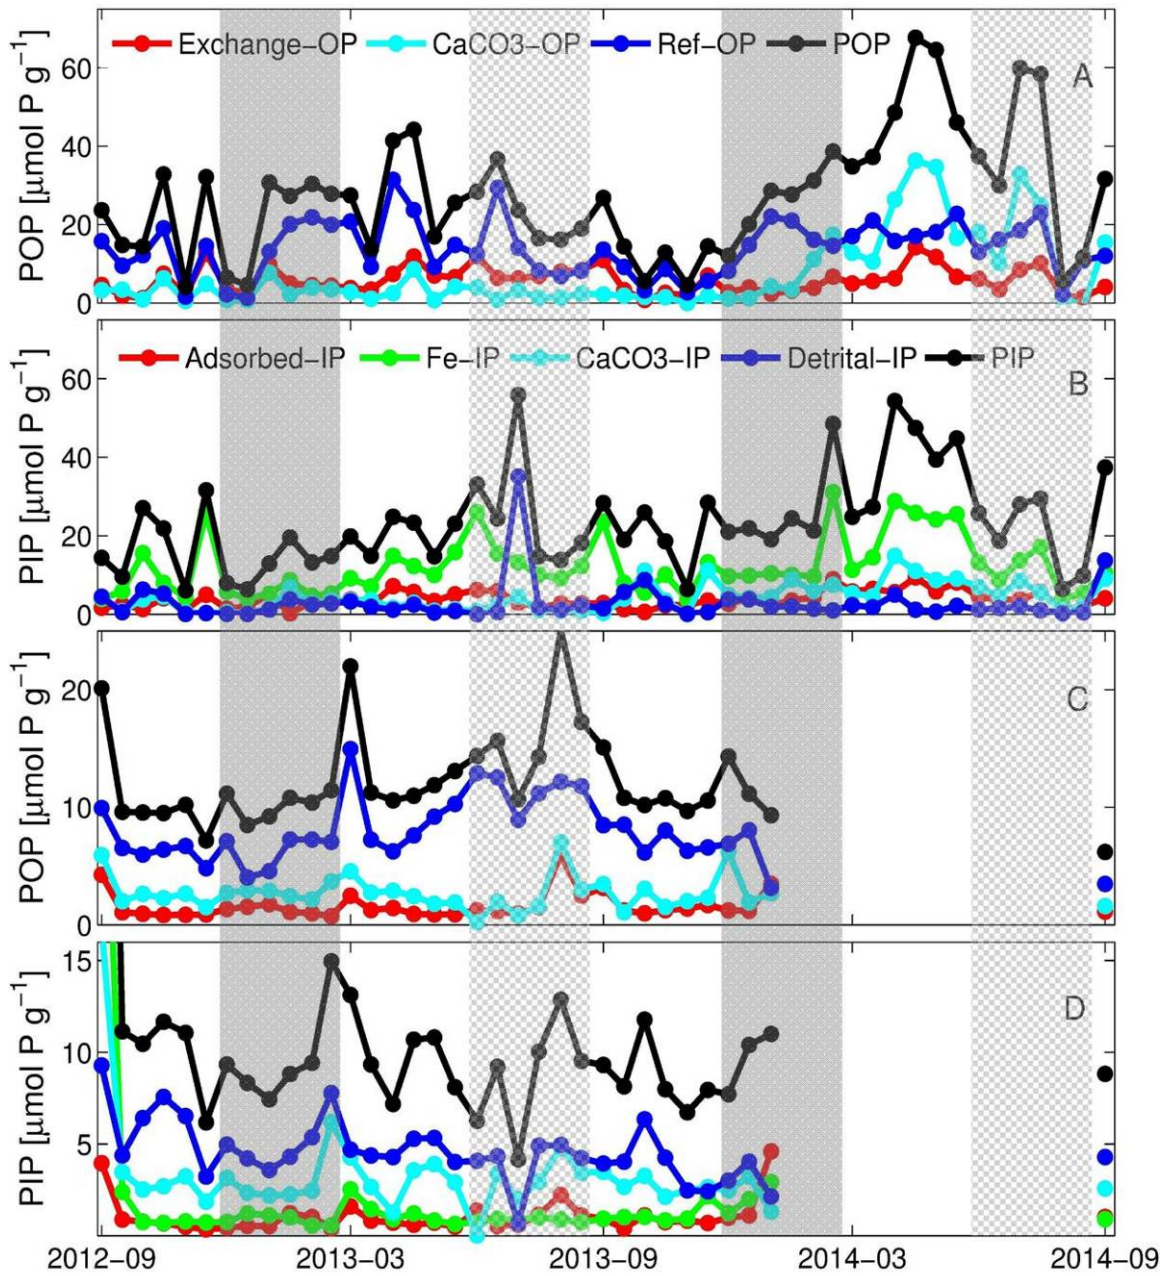 Exchange-OP CaCO3-OP Ref-OP POP
A
POP [μmol P g⁻¹]
60
40
20
0
Adsorbed-IP Fe-IP CaCO3-IP Detrital-IP PIP
B
PIP [μmol P g⁻¹]
60
40
20
0
C
POP [μmol P g⁻¹]
20
10
0
D
PIP [μmol P g⁻¹]
15
10
5
2012-09 2013-03 2013-09 2014-03 2014-09